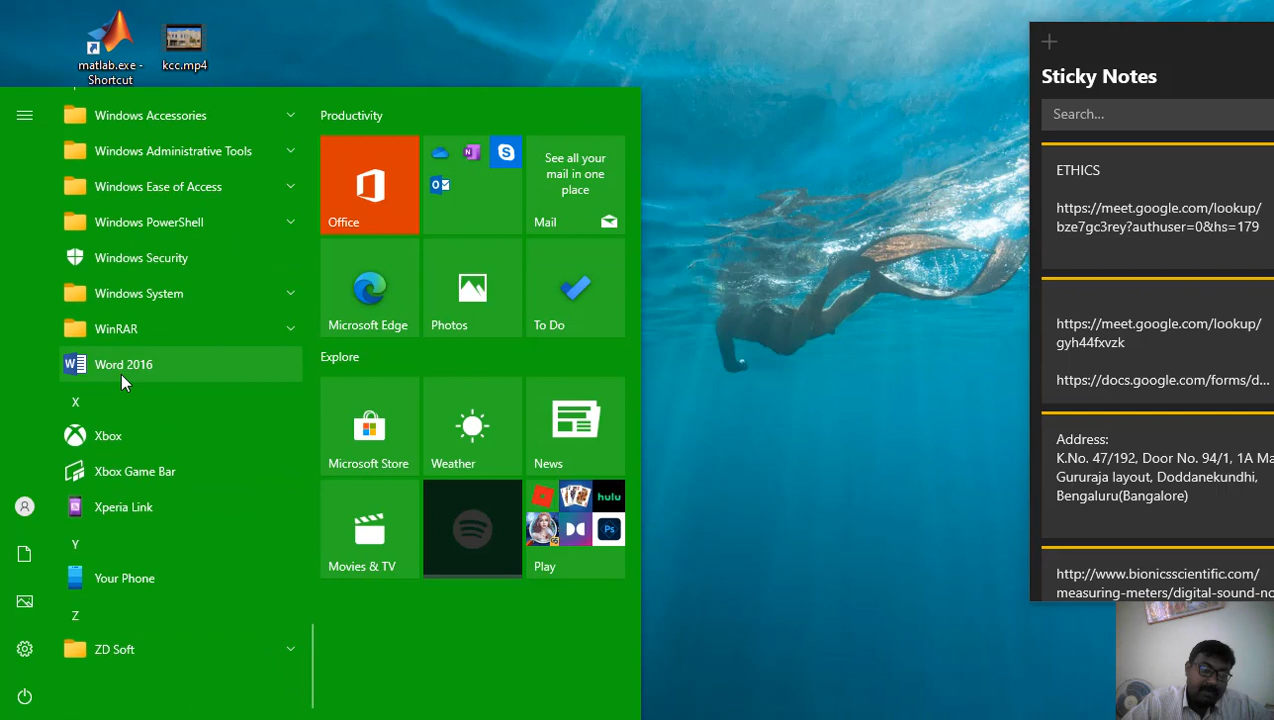 matlab.exe -
Shortcut
kcc.mp4
Windows Accessories
Windows Administrative Tools
Windows Ease of Access
Windows PowerShell
Windows Security
Windows System
WinRAR
Word 2016
X
Xbox
Xbox Game Bar
Xperia Link
Y
Your Phone
Z
ZD Soft
Productivity
Office
See all your
mail in one
place
Mail
Microsoft Edge
Photos
To Do
Explore
Microsoft Store
Weather
News
Movies & TV
hulu
Ps
Play
Sticky Notes
Search...
ETHICS
https://meet.google.com/lookup/
bze7gc3rey?authuser=0&hs=179
https://meet.google.com/lookup/
gyh44fxvzk
https://docs.google.com/forms/d...
Address:
K.No. 47/192, Door No. 94/1, 1A Ma
Gururaja layout, Doddanekundhi,
Bengaluru(Bangalore)
http://www.bionicsscientific.com/
measuring-meters/digital-sound-no